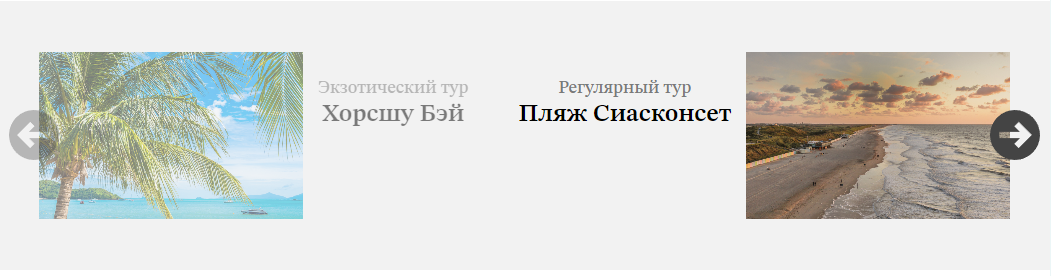 Экзотический тур
Хорсшу Бэй
Регулярный тур
Пляж Сиасконсет